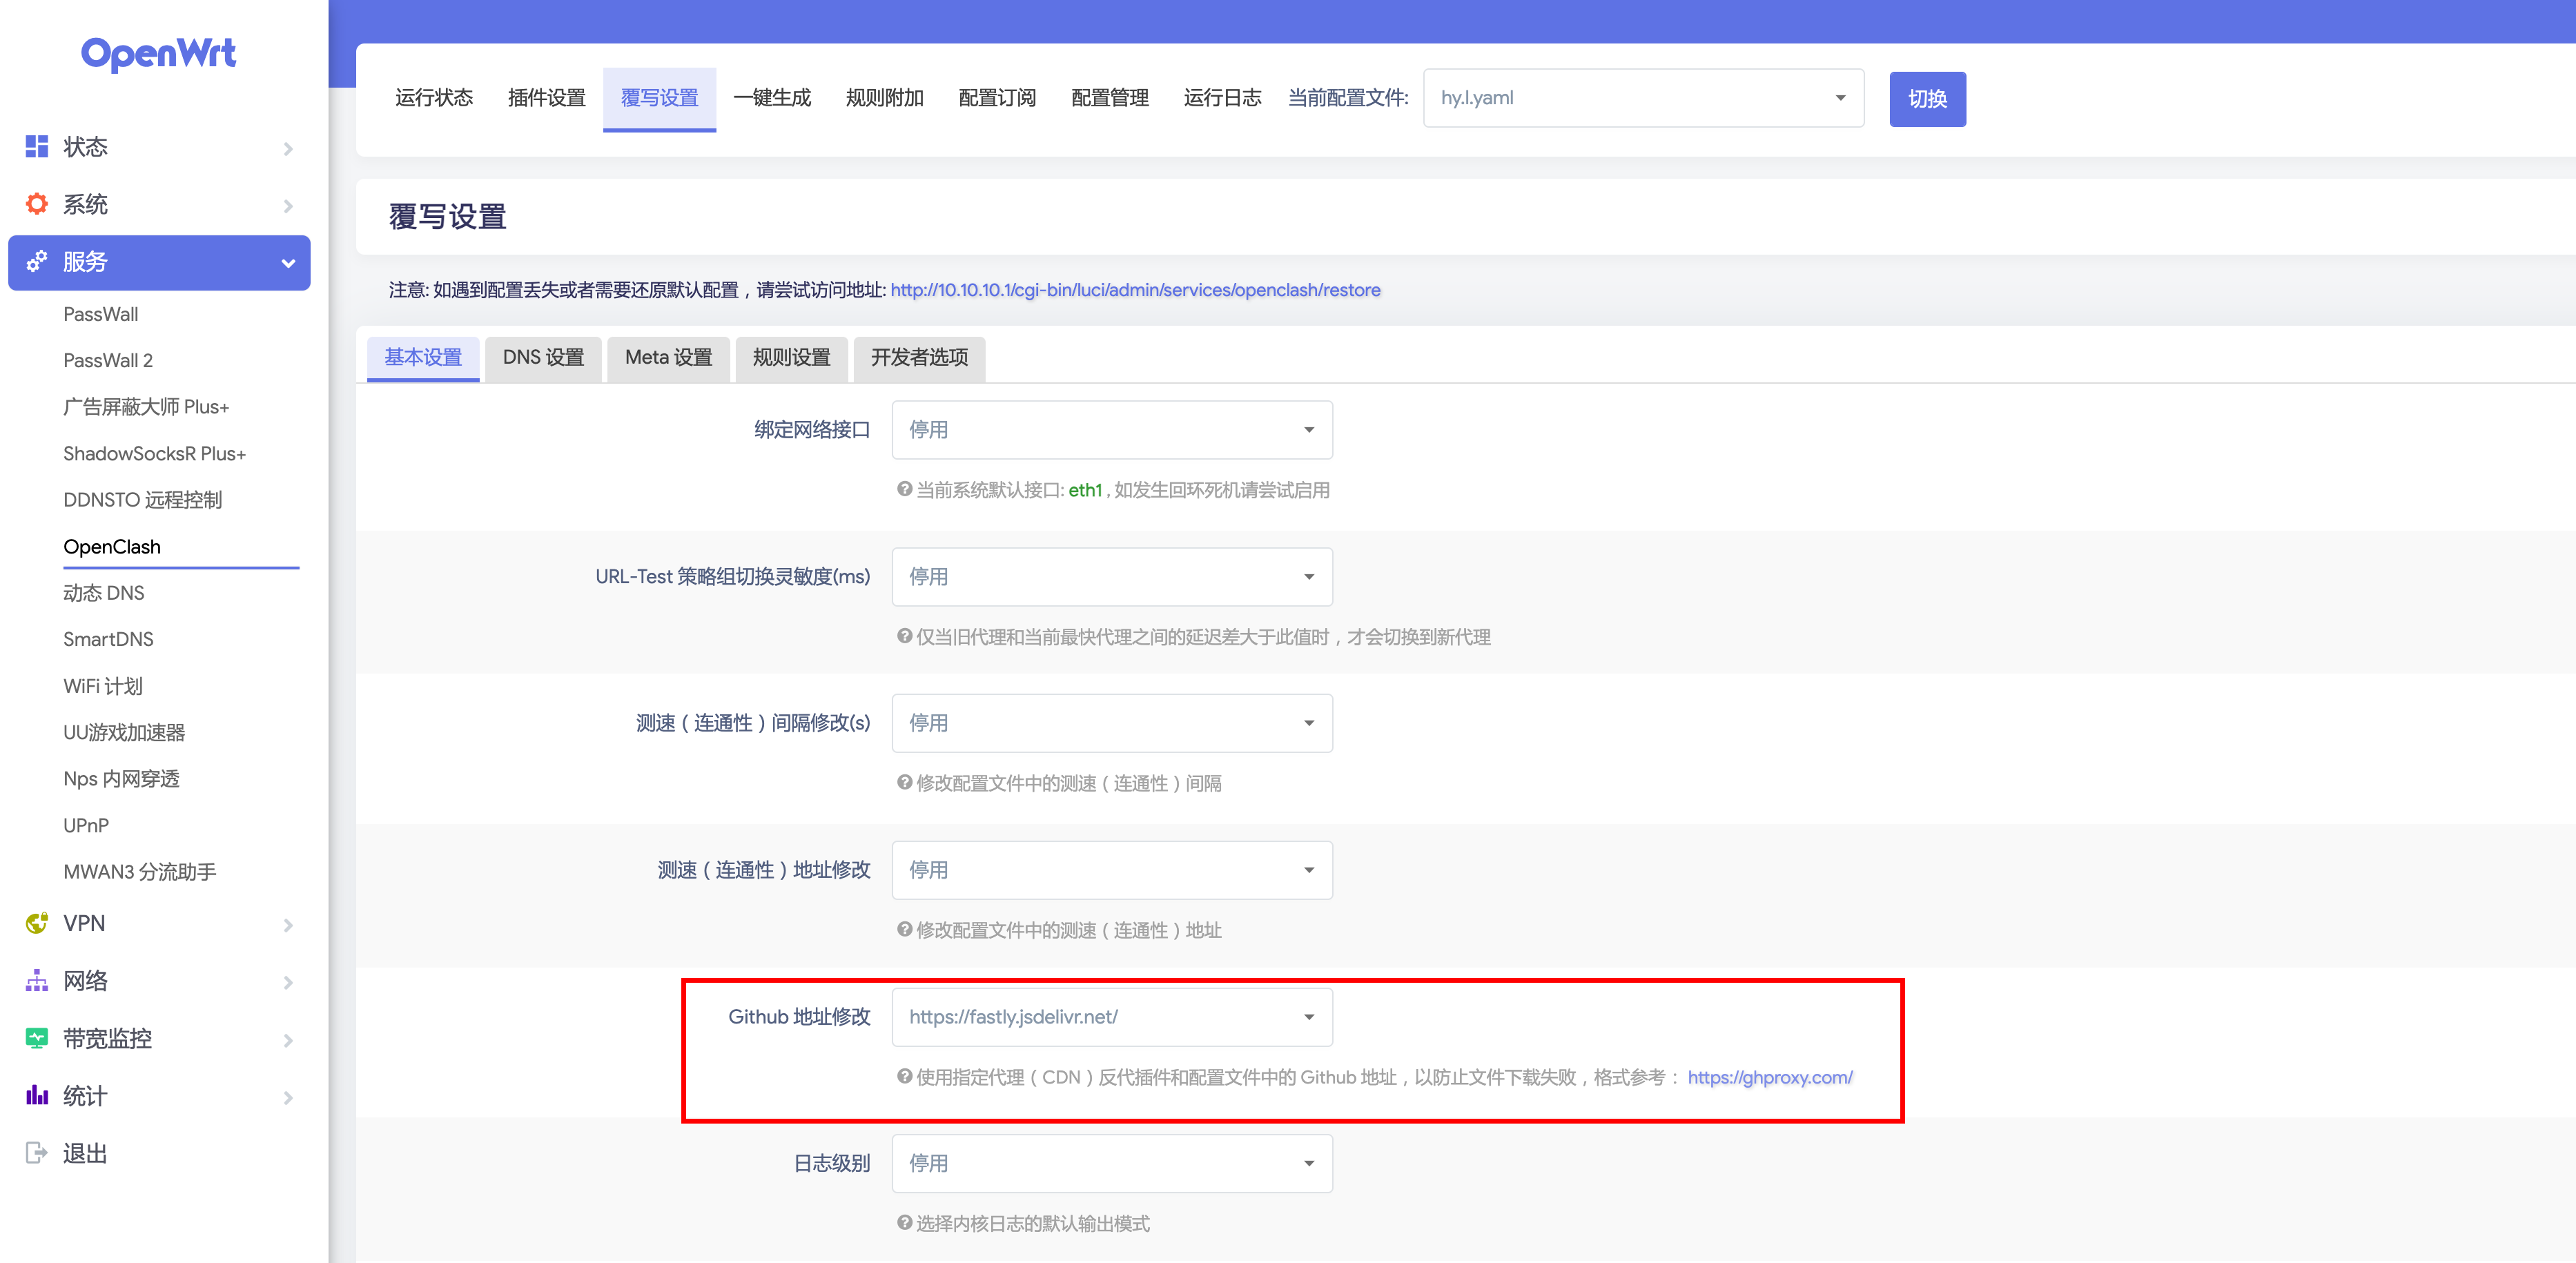 OpenWrt
状态
系统
服务
PassWall
PassWall 2
广告屏蔽大师 Plus+
ShadowSocksR Plus+
DDNSTO 远程控制
OpenClash
动态 DNS
SmartDNS
WiFi 计划
UU游戏加速器
Nps 内网穿透
UPnP
MWAN3 分流助手
VPN
网络
带宽监控
统计
退出
运行状态 插件设置 覆写设置 一键生成 规则附加 配置订阅 配置管理 运行日志 当前配置文件: hy.l.yaml 切换
覆写设置
注意: 如遇到配置丢失或者需要还原默认配置，请尝试访问地址: http://10.10.10.1/cgi-bin/luci/admin/services/openclash/restore
基本设置 DNS 设置 Meta 设置 规则设置 开发者选项
绑定网络接口 停用
当前系统默认接口: eth1 , 如发生回环死机请尝试启用
URL-Test 策略组切换灵敏度(ms) 停用
仅当旧代理和当前最快代理之间的延迟差大于此值时，才会切换到新代理
测速（连通性）间隔修改(s) 停用
修改配置文件中的测速（连通性）间隔
测速（连通性）地址修改 停用
修改配置文件中的测速（连通性）地址
Github 地址修改 https://fastly.jsdelivr.net/
使用指定代理（CDN）反代插件和配置文件中的 Github 地址，以防止文件下载失败，格式参考： https://ghproxy.com/
日志级别 停用
选择内核日志的默认输出模式